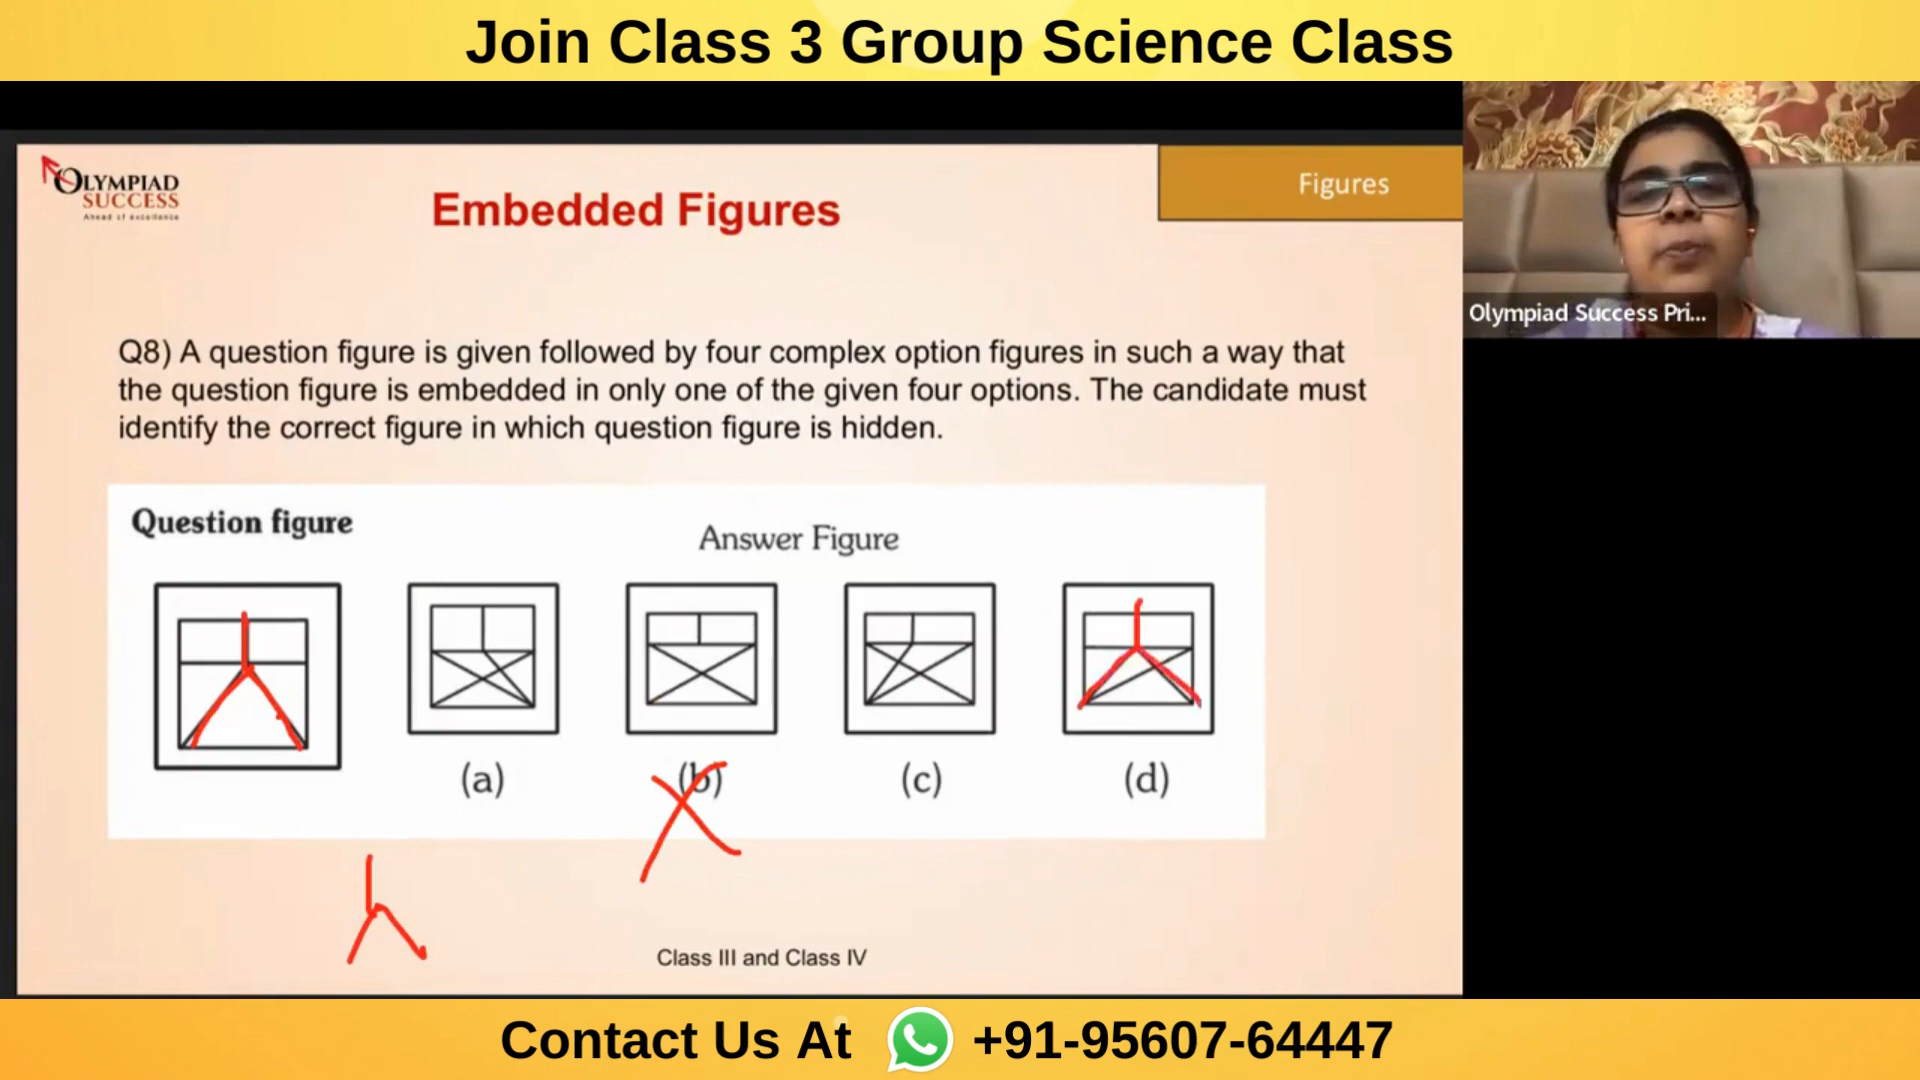 Join Class 3 Group Science Class
OLYMPIAD
SUCCESS
Ahead of excellence
Embedded Figures
Figures
Olympiad Success Pri...
Q8) A question figure is given followed by four complex option figures in such a way that
the question figure is embedded in only one of the given four options. The candidate must
identify the correct figure in which question figure is hidden.
Question figure
Answer Figure
(a)
(b)
(c)
(d)
Class III and Class IV
Contact Us At +91-95607-64447